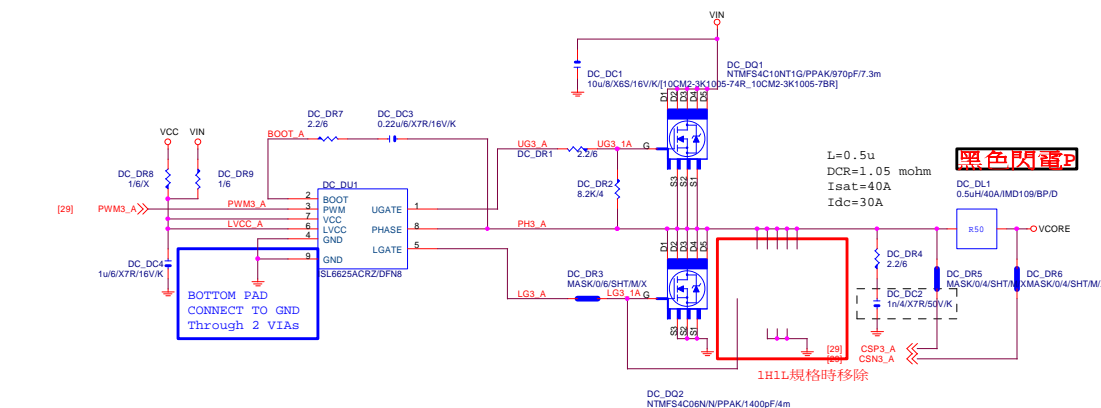 VIN
DC_DC1
10u/8/X6S/16V/K/[10CM2-3K1005-74R_10CM2-3K1005-7BR]
DC_DQ1
NTMFS4C10NT1G/PPAK/970pF/7.3m
D1
D2
D3
D4
D5
DC_DR7
2.2/6
DC_DC3
0.22u/6/X7R/16V/K
VCC
VIN
BOOT_A
UG3_A
DC_DR1
2.2/6
UG3_1A
G
S3
S2
S1
L=0.5u
DCR=1.05 mohm
Isat=40A
Idc=30A
黑色閃電P
DC_DL1
0.5uH/40A/IMD109/BP/D
DC_DR8
1/6/X
DC_DR9
1/6
DC_DU1
DC_DR2
8.2K/4
[29]
PWM3_A
PWM3_A
LVCC_A
2 BOOT
3 PWM
7 VCC
6 LVCC
4 GND
9 GND
UGATE 1
PHASE 8
LGATE 5
ISL6625ACRZ/DFN8
PH3_A
R50
VCORE
DC_DC4
1u/6/X7R/16V/K
BOTTOM PAD
CONNECT TO GND
Through 2 VIAs
LG3_A
DC_DR3
MASK/0/6/SHT/M/X
LG3_1A
G
D1
D2
D3
D4
D5
S3
S2
S1
DC_DR4
2.2/6
DC_DC2
1n/4/X7R/50V/K
DC_DR5
MASK/0/4/SHT/M/X
DC_DR6
MASK/0/4/SHT/M/
[29]
CSP3_A
[29]
CSN3_A
1H1L規格時移除
DC_DQ2
NTMFS4C06N/N/PPAK/1400pF/4m